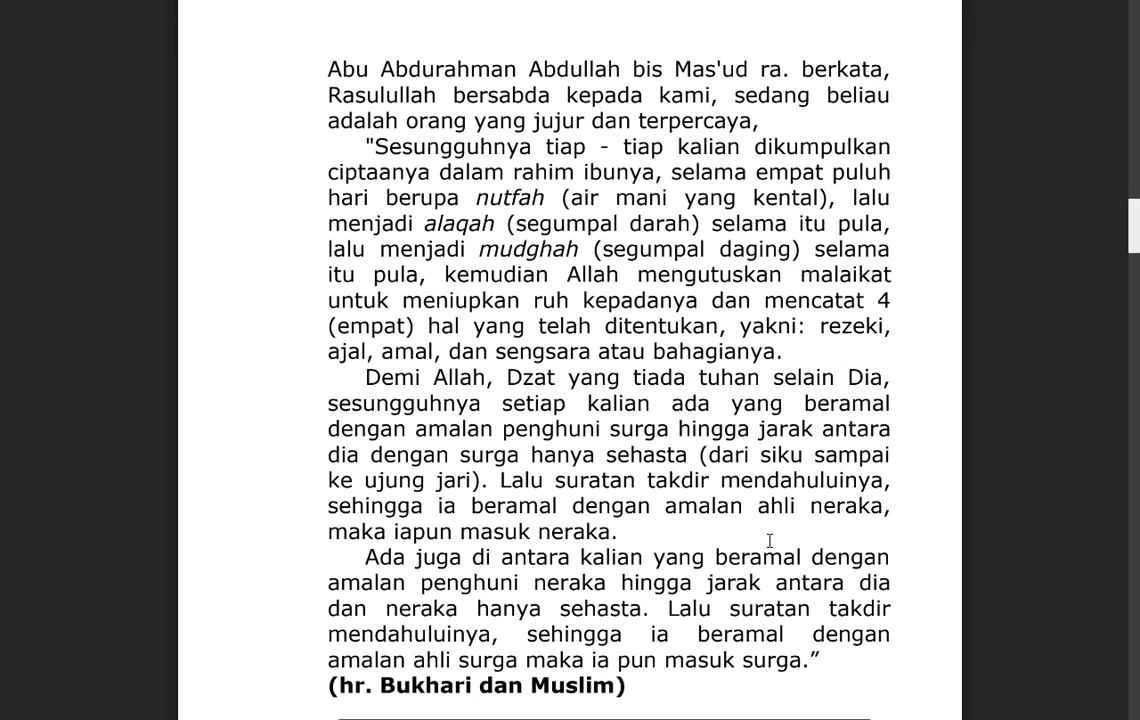 Abu Abdurahman Abdullah bis Mas'ud ra. berkata,
Rasulullah bersabda kepada kami, sedang beliau
adalah orang yang jujur dan terpercaya,
"Sesungguhnya tiap - tiap kalian dikumpulkan
ciptaanya dalam rahim ibunya, selama empat puluh
hari berupa nutfah (air mani yang kental), lalu
menjadi alaqah (segumpal darah) selama itu pula,
lalu menjadi mudghah (segumpal daging) selama
itu pula, kemudian Allah mengutuskan malaikat
untuk meniupkan ruh kepadanya dan mencatat 4
(empat) hal yang telah ditentukan, yakni: rezeki,
ajal, amal, dan sengsara atau bahagianya.
Demi Allah, Dzat yang tiada tuhan selain Dia,
sesungguhnya setiap kalian ada yang beramal
dengan amalan penghuni surga hingga jarak antara
dia dengan surga hanya sehasta (dari siku sampai
ke ujung jari). Lalu suratan takdir mendahuluinya,
sehingga ia beramal dengan amalan ahli neraka,
maka iapun masuk neraka.
Ada juga di antara kalian yang beramal dengan
amalan penghuni neraka hingga jarak antara dia
dan neraka hanya sehasta. Lalu suratan takdir
mendahuluinya, sehingga ia beramal dengan
amalan ahli surga maka ia pun masuk surga.”
(hr. Bukhari dan Muslim)